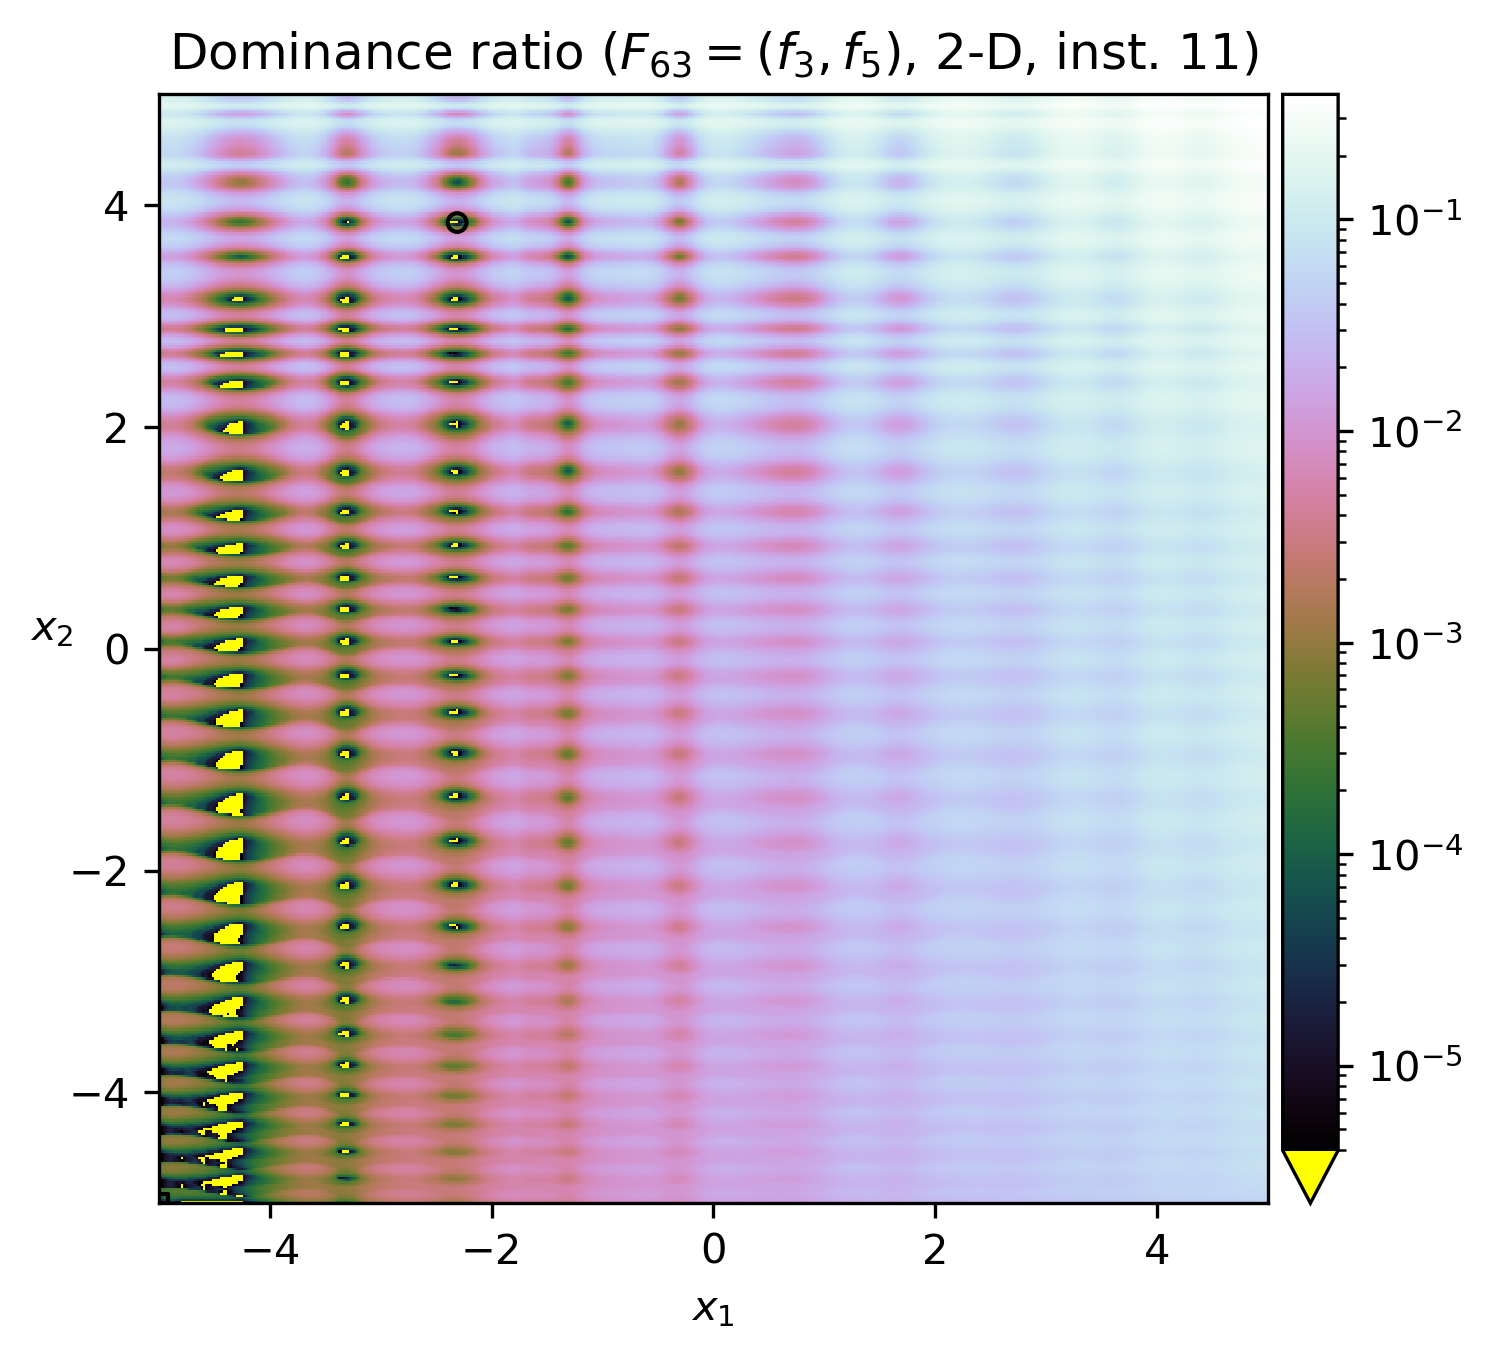 Dominance ratio (F₆₃ = (f₃, f₅), 2-D, inst. 11)
x₂
4
2
0
−2
−4
−4 −2 0 2 4
x₁
10⁻¹
10⁻²
10⁻³
10⁻⁴
10⁻⁵